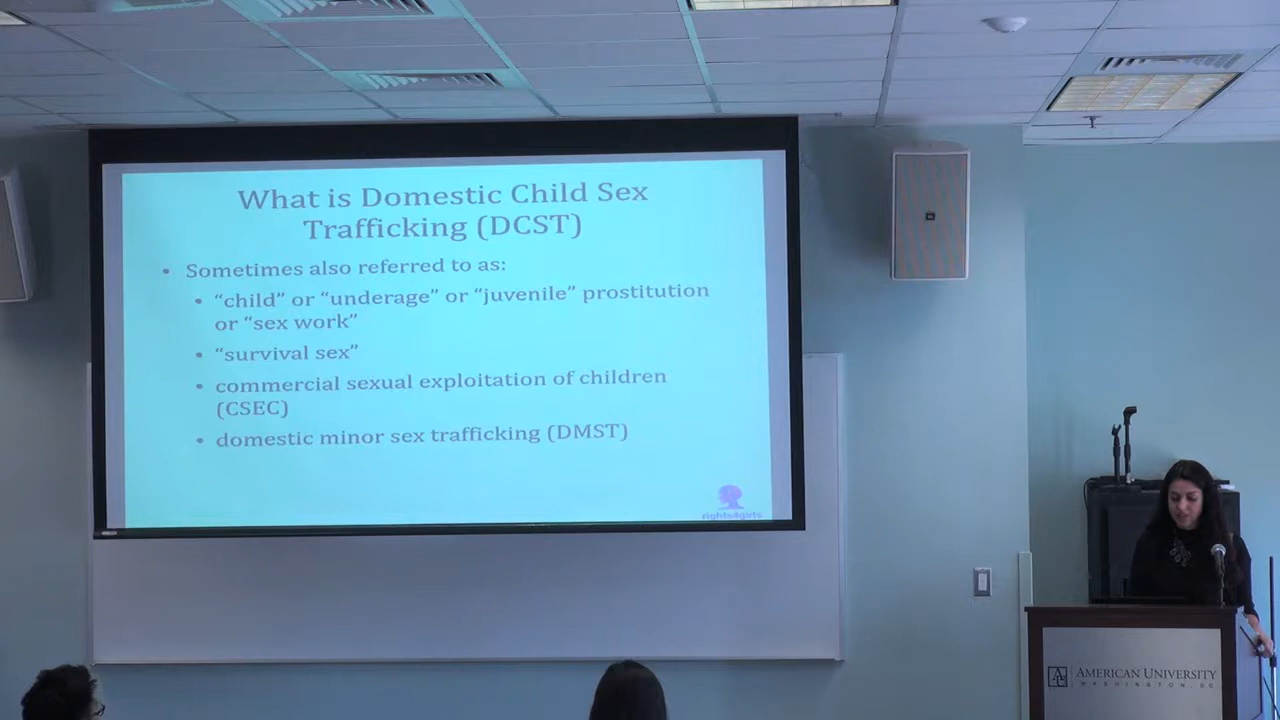 What is Domestic Child Sex
Trafficking (DCST)
• Sometimes also referred to as:
• “child” or “underage” or “juvenile” prostitution
or “sex work”
• “survival sex”
• commercial sexual exploitation of children
(CSEC)
• domestic minor sex trafficking (DMST)
rights4girls
AMERICAN UNIVERSITY
WASHINGTON, DC